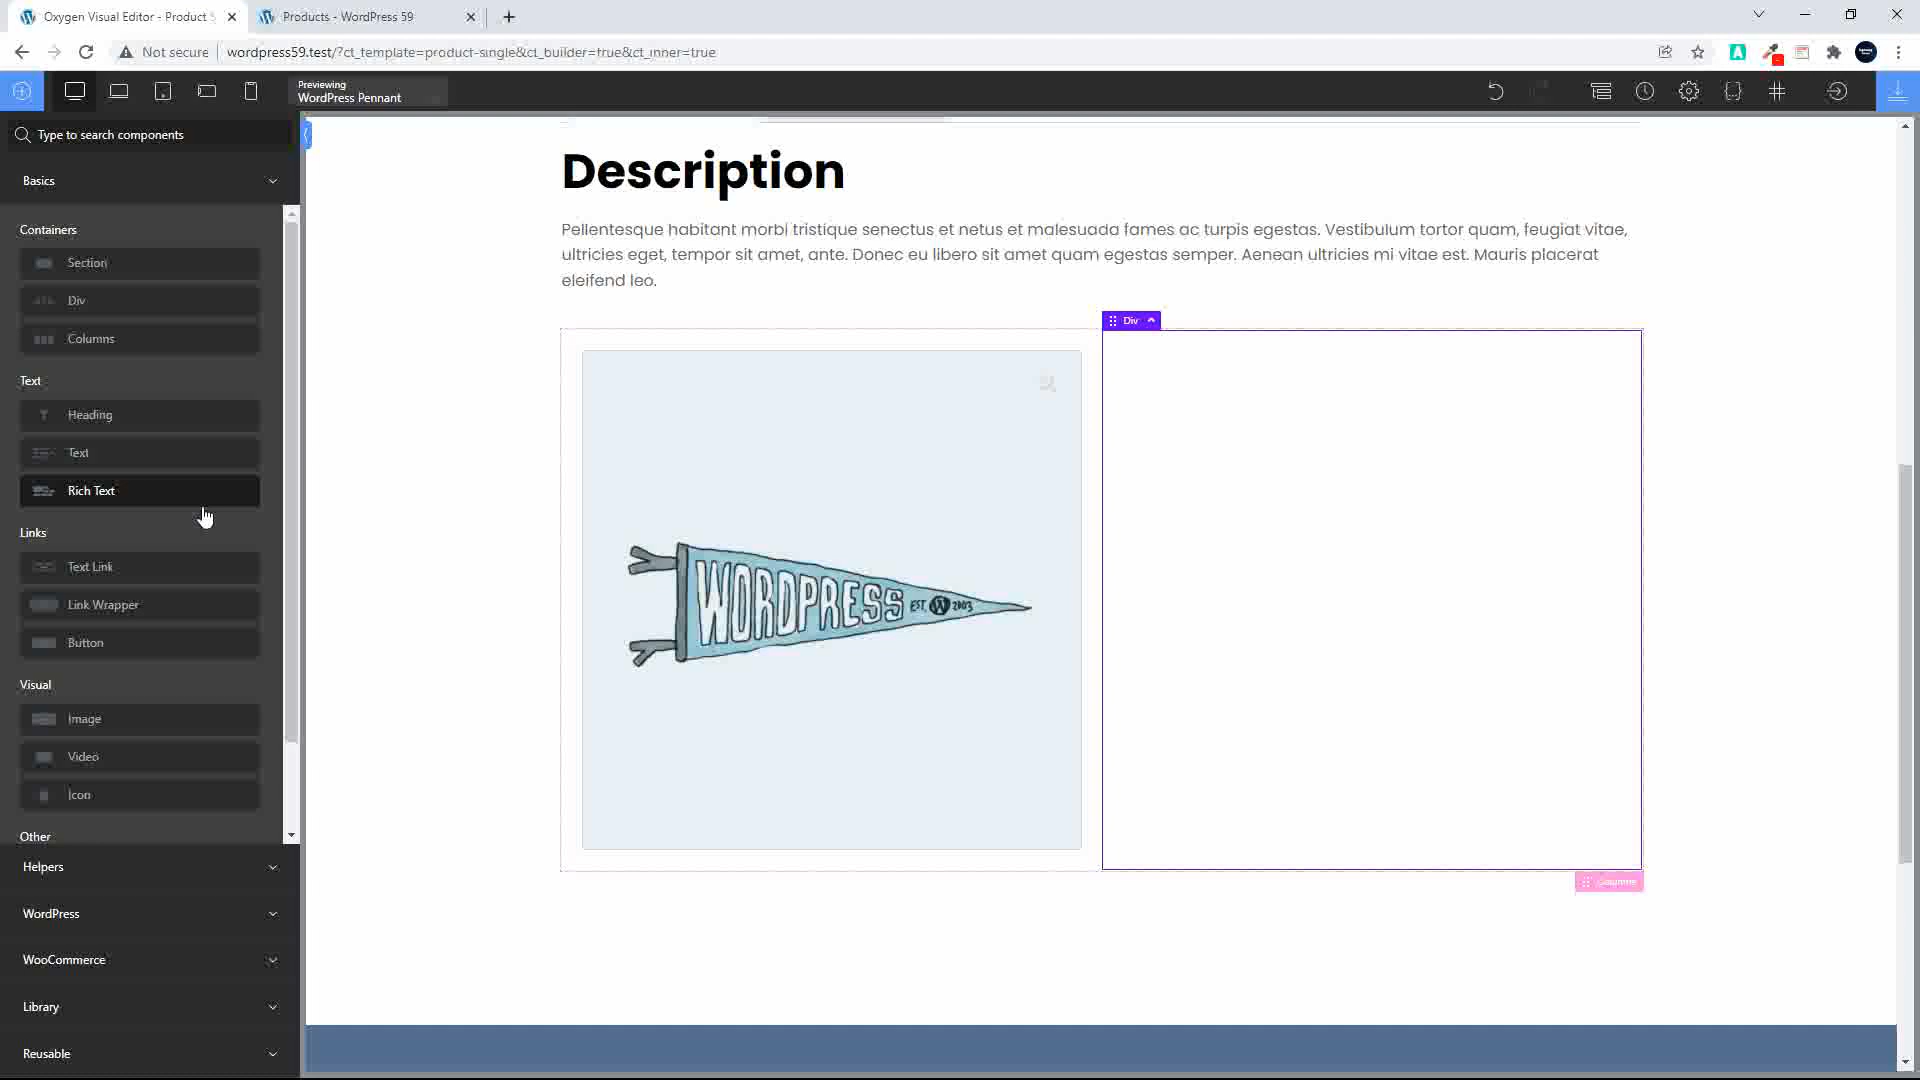 Oxygen Visual Editor - Product S
Products - WordPress 59
Not secure
wordpress59.test/?ct_template=product-single&ct_builder=true&ct_inner=true
Previewing
WordPress Pennant
Type to search components
Basics
Containers
Section
Div
Columns
Text
Heading
Text
Rich Text
Links
Text Link
Link Wrapper
Button
Visual
Image
Video
Icon
Other
Helpers
WordPress
WooCommerce
Library
Reusable
Description
Pellentesque habitant morbi tristique senectus et netus et malesuada fames ac turpis egestas. Vestibulum tortor quam, feugiat vitae,
ultricies eget, tempor sit amet, ante. Donec eu libero sit amet quam egestas semper. Aenean ultricies mi vitae est. Mauris placerat
eleifend leo.
Div
WORDPRESS EST. 2003
Columns